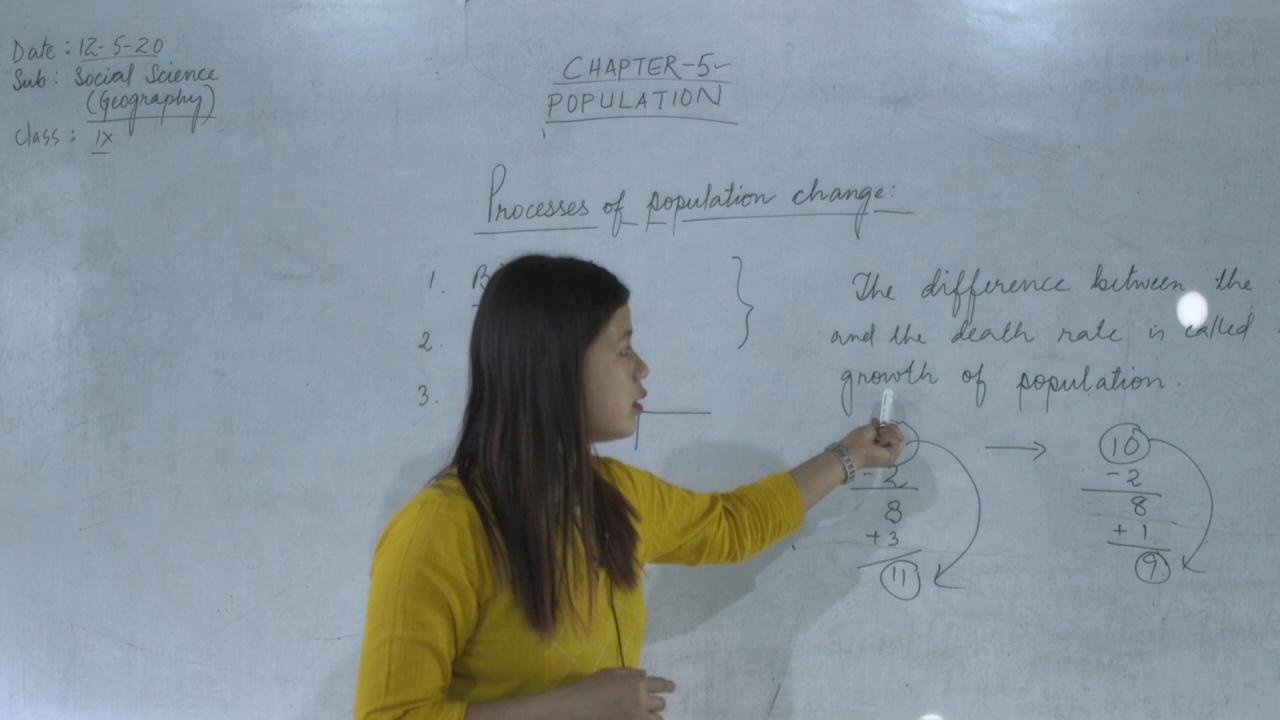 Date : 12-5-20
Sub : Social Science
(Geography)
Class : IX
CHAPTER-5
POPULATION
Processes of population change:
1. B
2.
3.
The difference between the
and the death rate is called
growth of population.
-2
8
+3
11
→
10
-2
8
+1
9